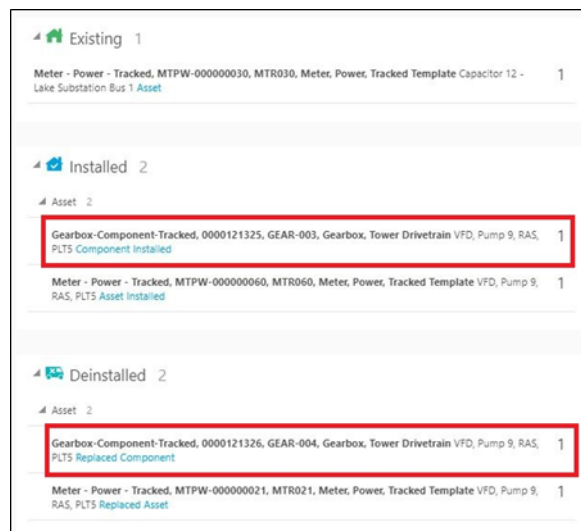 Existing 1
Meter - Power - Tracked, MTPW-000000030, MTR030, Meter, Power, Tracked Template Capacitor 12 - 1
Lake Substation Bus 1 Asset
Installed 2
Asset 2
Gearbox-Component-Tracked, 0000121325, GEAR-003, Gearbox, Tower Drivetrain VFD, Pump 9, RAS, 1
PLT5 Component Installed
Meter - Power - Tracked, MTPW-000000060, MTR060, Meter, Power, Tracked Template VFD, Pump 9, 1
RAS, PLT5 Asset Installed
Deinstalled 2
Asset 2
Gearbox-Component-Tracked, 0000121326, GEAR-004, Gearbox, Tower Drivetrain VFD, Pump 9, RAS, 1
PLT5 Replaced Component
Meter - Power - Tracked, MTPW-000000021, MTR021, Meter, Power, Tracked Template VFD, Pump 9, 1
RAS, PLT5 Replaced Asset